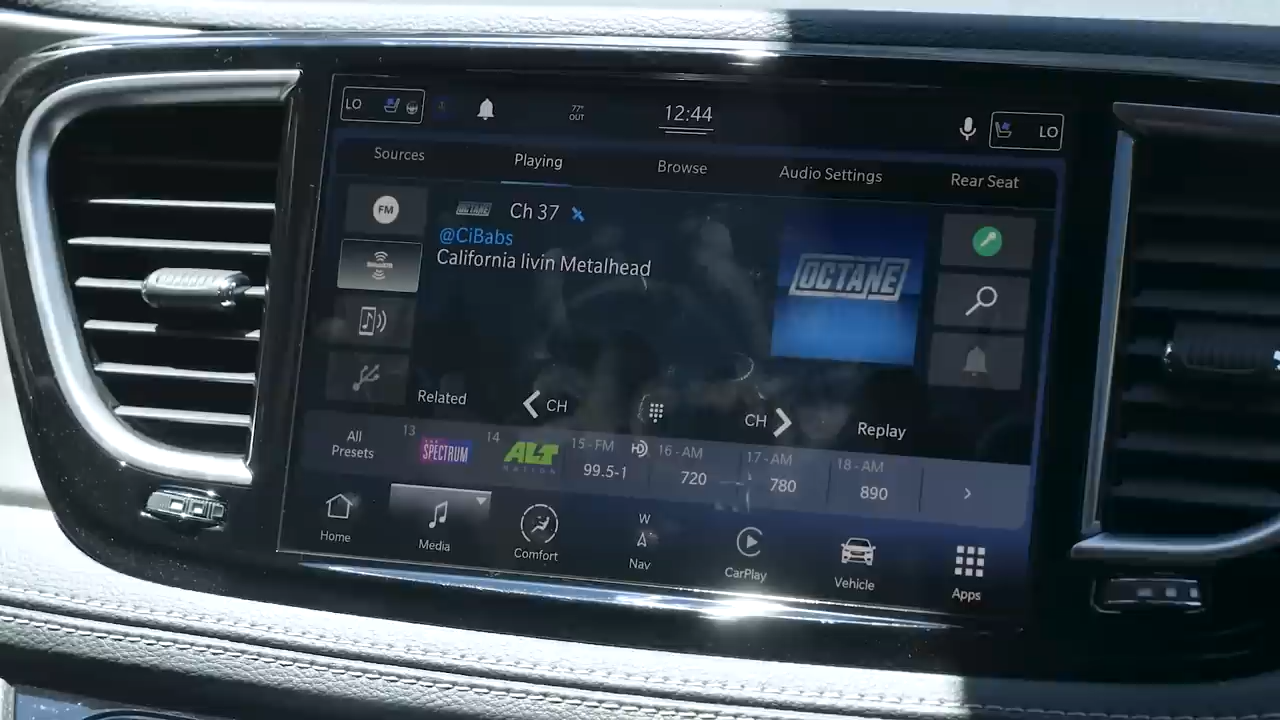 LO
77°
OUT
12:44
LO
Sources
Playing
Browse
Audio Settings
Rear Seat
FM
OCTANE
Ch 37
@CiBabs
California livin Metalhead
OCTANE
Related
CH
CH
Replay
All
Presets
13
SPECTRUM
14
ALT
NATION
15 - FM
HD
99.5-1
16 - AM
720
17 - AM
780
18 - AM
890
Home
Media
Comfort
W
Nav
CarPlay
Vehicle
Apps